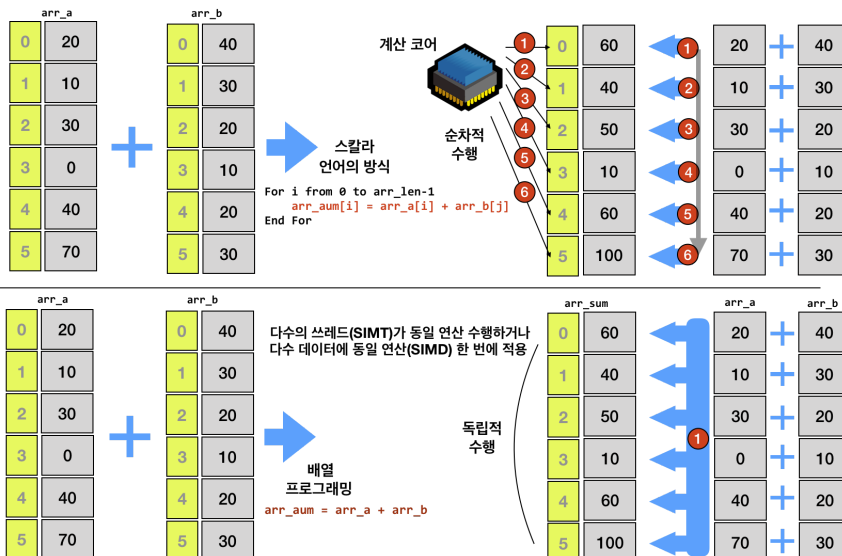 arr_a
arr_b
0 20
0 40
1 10
1 30
2 30
2 20
3 0
3 10
4 40
4 20
5 70
5 30
스칼라
언어의 방식
For i from 0 to arr_len-1
arr_aum[i] = arr_a[i] + arr_b[j]
End For
계산 코어
순차적
수행
1
2
3
4
5
6
0 60 1 20 40
1 40 2 10 30
2 50 3 30 20
3 10 4 0 10
4 60 5 40 20
5 100 6 70 30
arr_a
arr_b
0 20
0 40
1 10
1 30
2 30
2 20
3 0
3 10
4 40
4 20
5 70
5 30
다수의 쓰레드(SIMT)가 동일 연산 수행하거나
다수 데이터에 동일 연산(SIMD) 한 번에 적용
배열
프로그래밍
arr_aum = arr_a + arr_b
독립적
수행
arr_sum
arr_a
arr_b
0 60 20 40
1 40 10 30
2 50 30 20
1
3 10 0 10
4 60 40 20
5 100 70 30